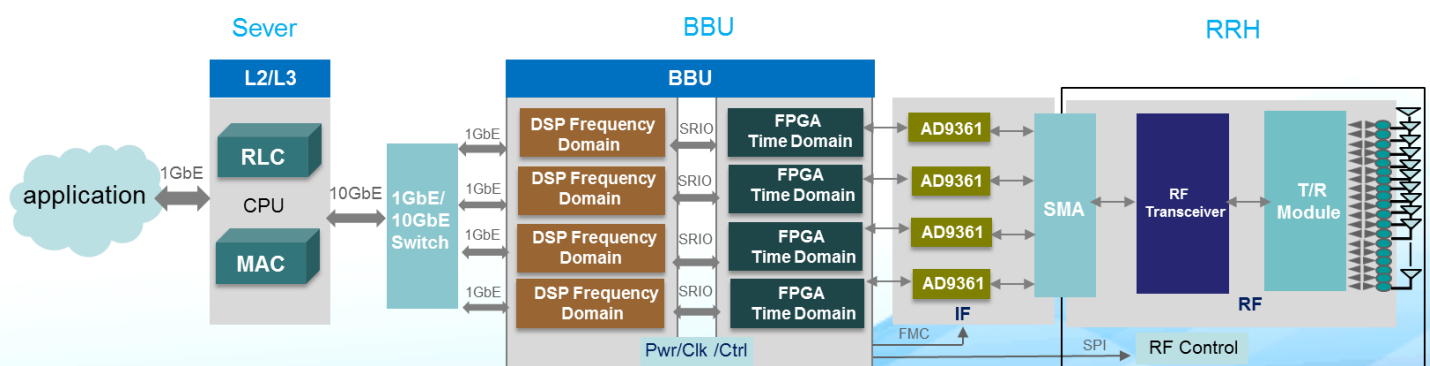 Sever
BBU
RRH
L2/L3
BBU
RLC
CPU
MAC
application
1GbE
10GbE
1GbE/
10GbE
Switch
1GbE
1GbE
1GbE
1GbE
DSP Frequency
Domain
DSP Frequency
Domain
DSP Frequency
Domain
DSP Frequency
Domain
SRIO
SRIO
SRIO
SRIO
FPGA
Time Domain
FPGA
Time Domain
FPGA
Time Domain
FPGA
Time Domain
Pwr/Clk /Ctrl
AD9361
AD9361
AD9361
AD9361
IF
FMC
SMA
RF
Transceiver
T/R
Module
RF
SPI
RF Control